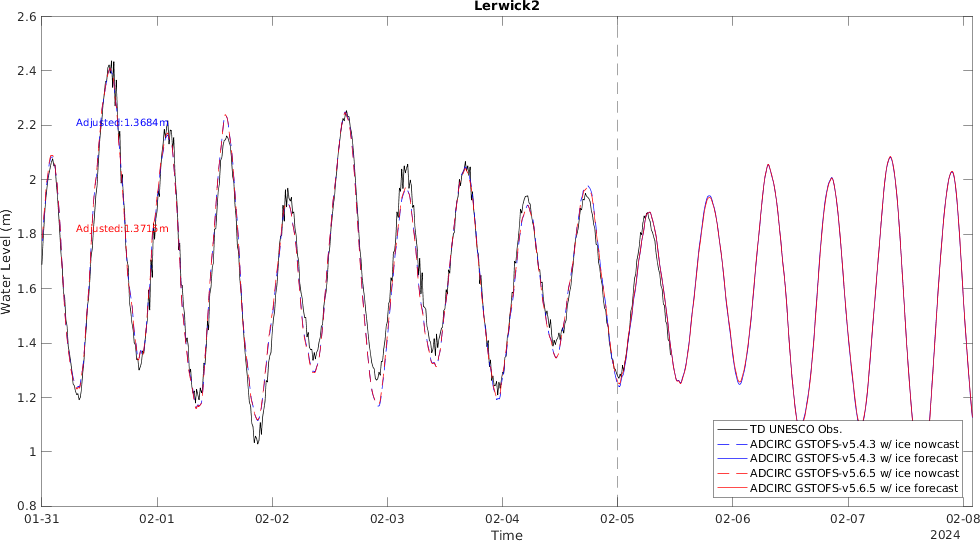 Lerwick2
2.6
2.4
2.2
2
1.8
1.6
1.4
1.2
1
0.8
Water Level (m)
Adjusted:1.3684m
Adjusted:1.3715m
TD UNESCO Obs.
ADCIRC GSTOFS-v5.4.3 w/ ice nowcast
ADCIRC GSTOFS-v5.4.3 w/ ice forecast
ADCIRC GSTOFS-v5.6.5 w/ ice nowcast
ADCIRC GSTOFS-v5.6.5 w/ ice forecast
01-31 02-01 02-02 02-03 02-04 02-05 02-06 02-07 02-08
Time
2024